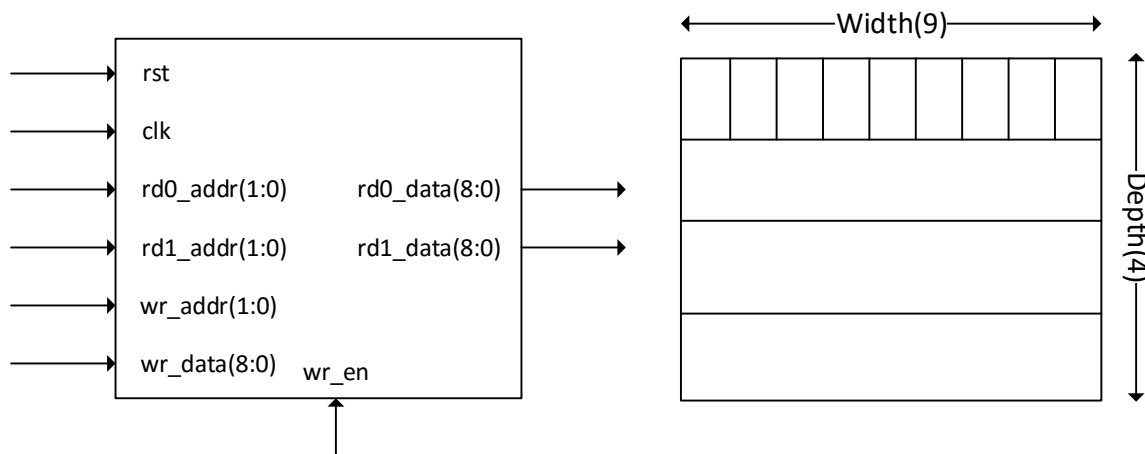 rst
clk
rd0_addr(1:0)
rd1_addr(1:0)
wr_addr(1:0)
wr_data(8:0)
wr_en
rd0_data(8:0)
rd1_data(8:0)
Width(9)
Depth(4)